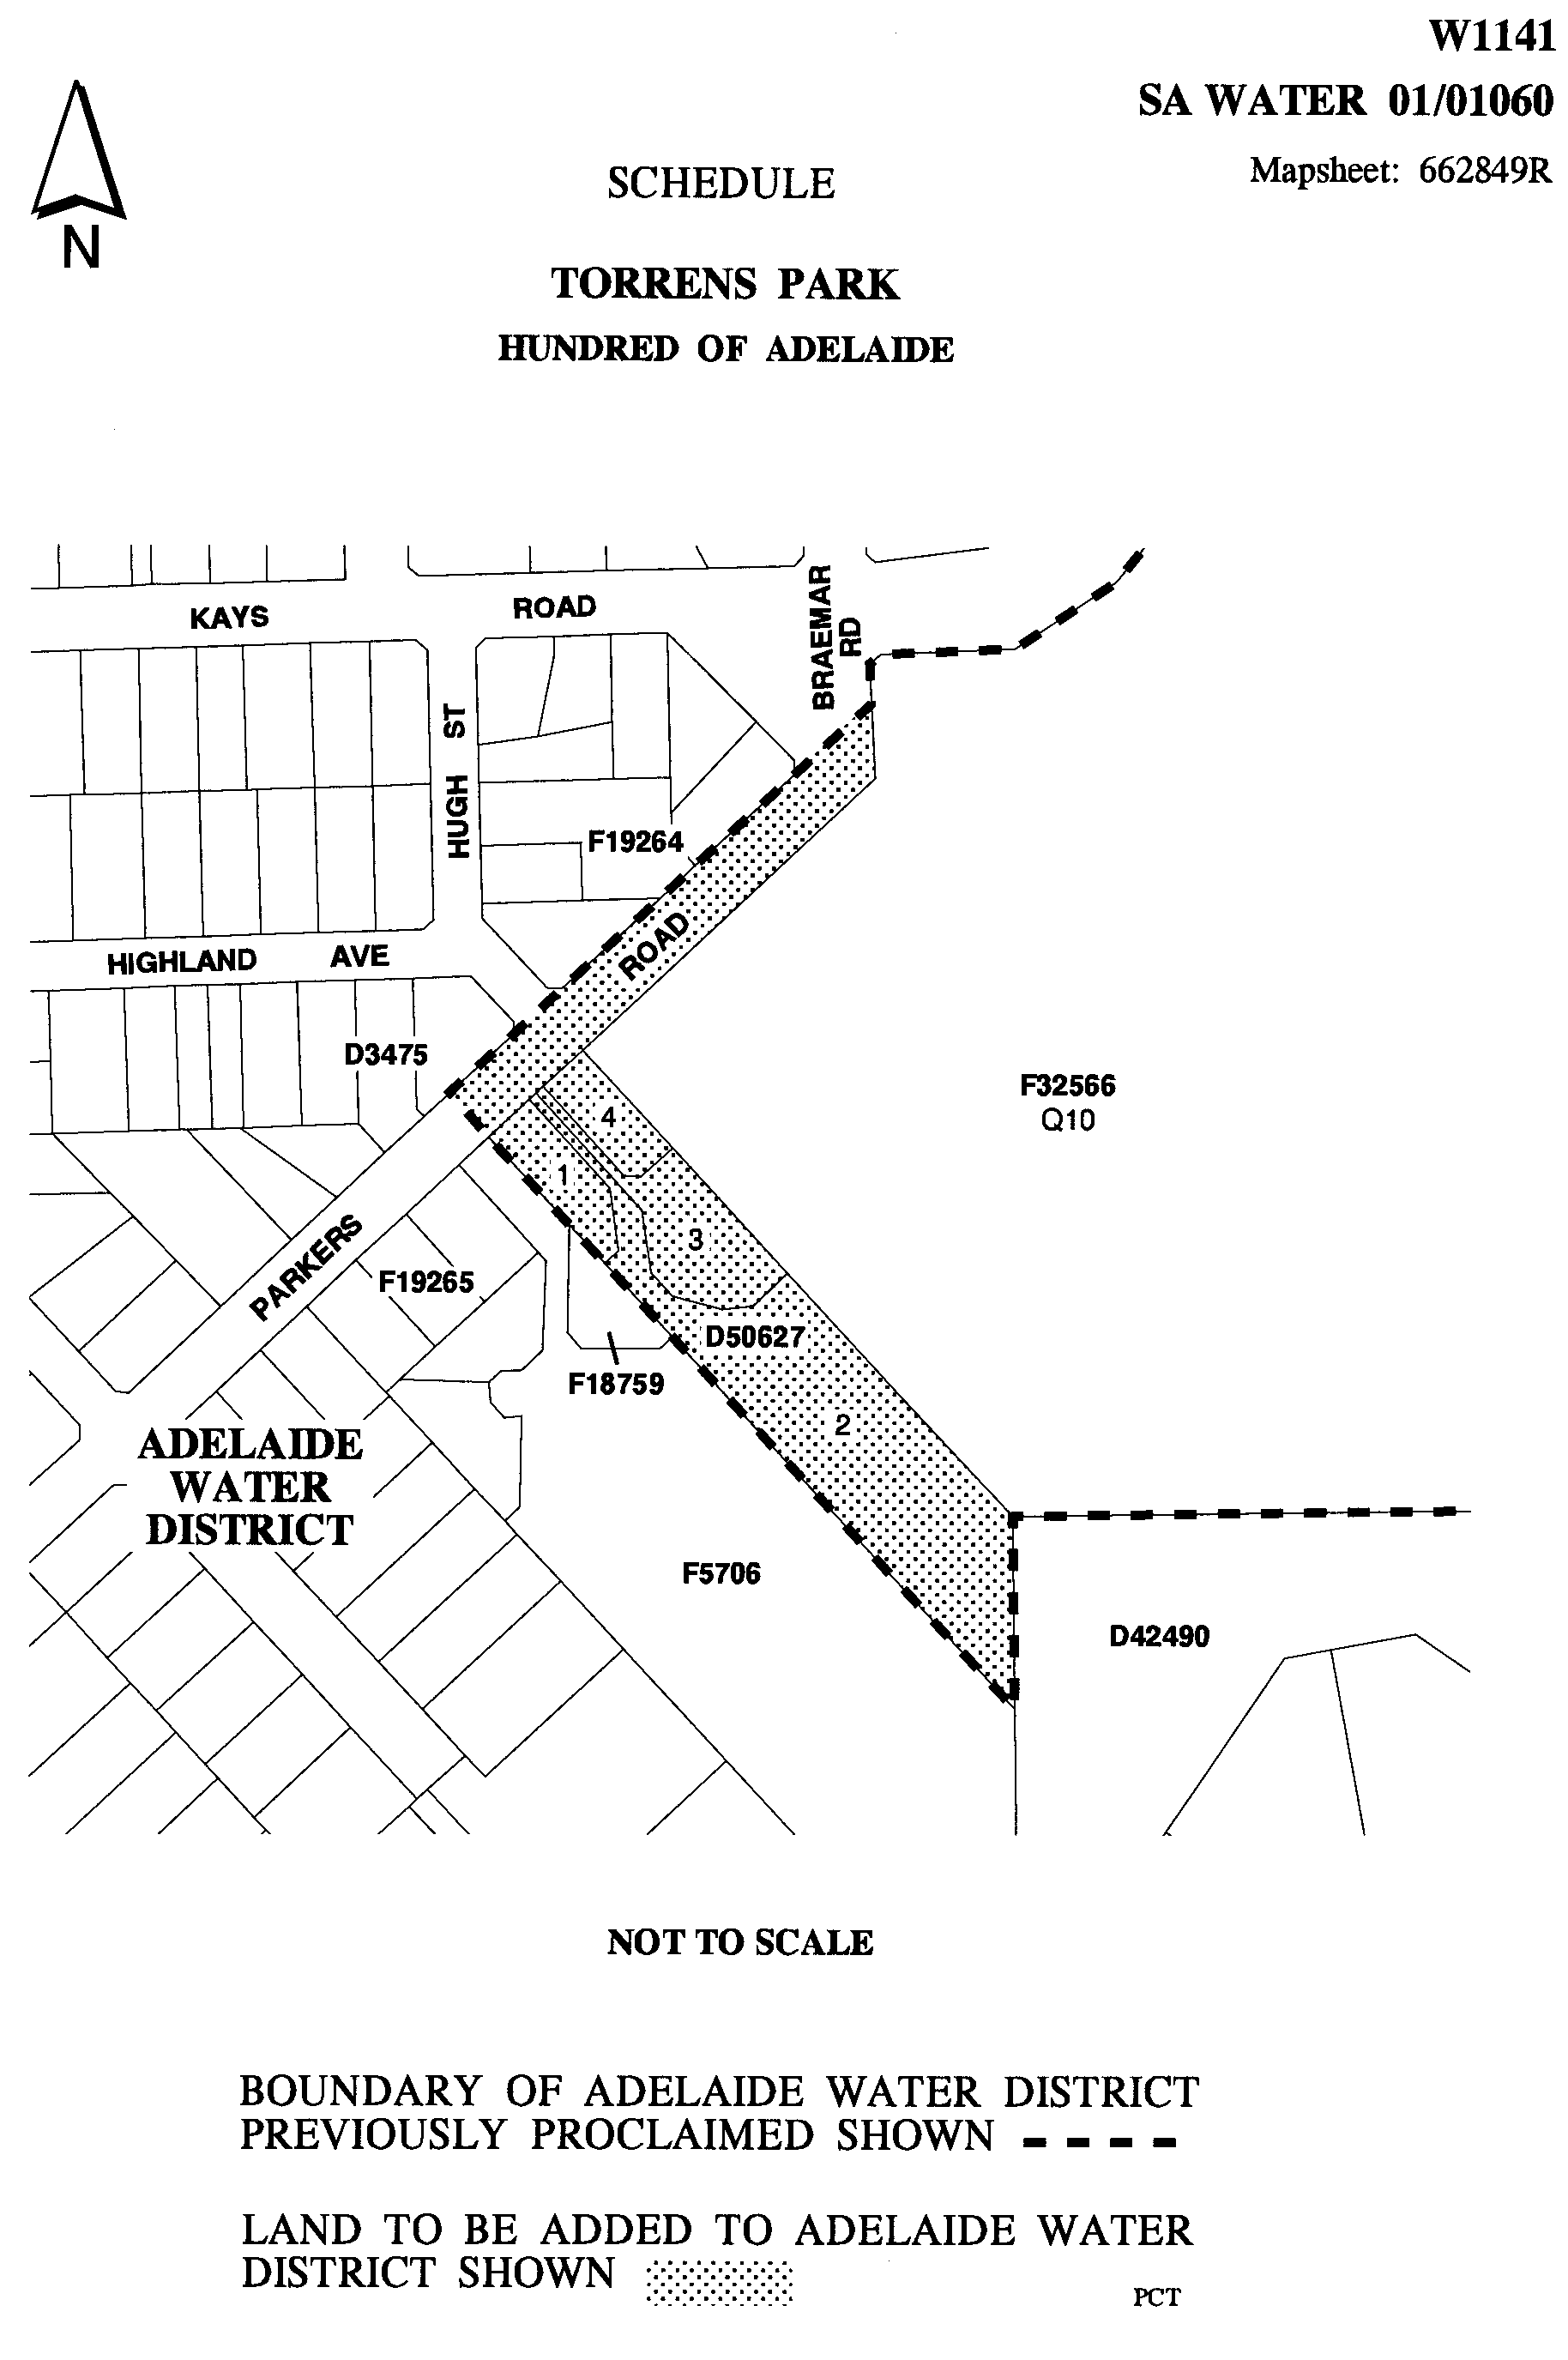 W1141
SA WATER 01/01060
Mapsheet: 662849R
N
SCHEDULE
TORRENS PARK
HUNDRED OF ADELAIDE
KAYS
ROAD
BRAEMAR
RD
HUGH ST
F19264
ROAD
HIGHLAND AVE
D3475
F32566
Q10
4
1
3
PARKERS
F19265
D50627
F18759
2
ADELAIDE
WATER
DISTRICT
F5706
D42490
NOT TO SCALE
BOUNDARY OF ADELAIDE WATER DISTRICT
PREVIOUSLY PROCLAIMED SHOWN
LAND TO BE ADDED TO ADELAIDE WATER
DISTRICT SHOWN
PCT